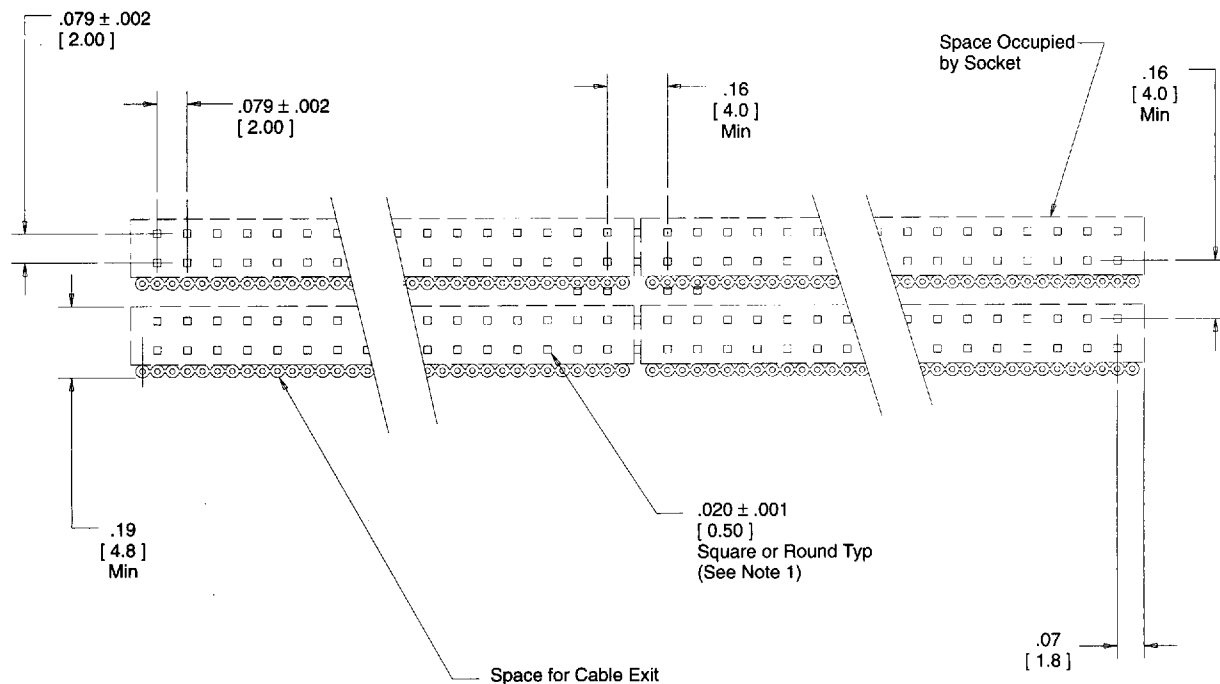 .079 ± .002
[ 2.00 ]
.079 ± .002
[ 2.00 ]
.16
[ 4.0 ]
Min
Space Occupied
by Socket
.16
[ 4.0 ]
Min
.19
[ 4.8 ]
Min
.020 ± .001
[ 0.50 ]
Square or Round Typ
(See Note 1)
.07
[ 1.8 ]
Space for Cable Exit